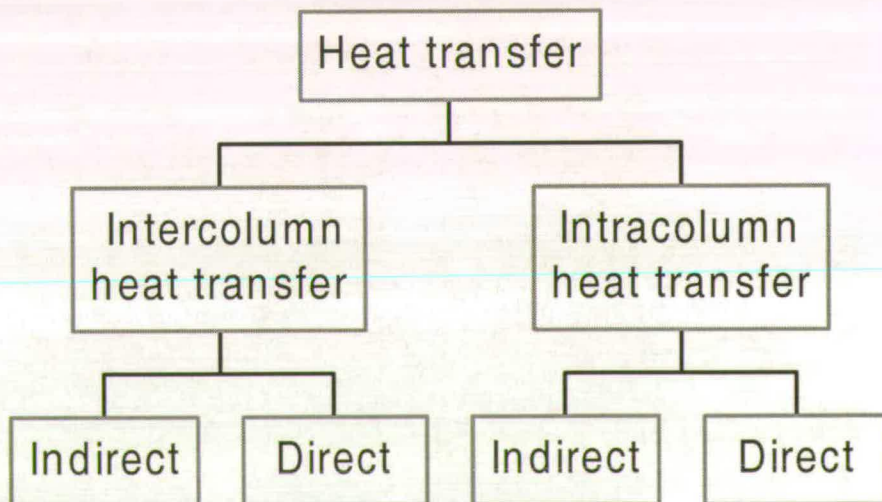 Heat transfer
Intercolumn
heat transfer
Intracolumn
heat transfer
Indirect
Direct
Indirect
Direct